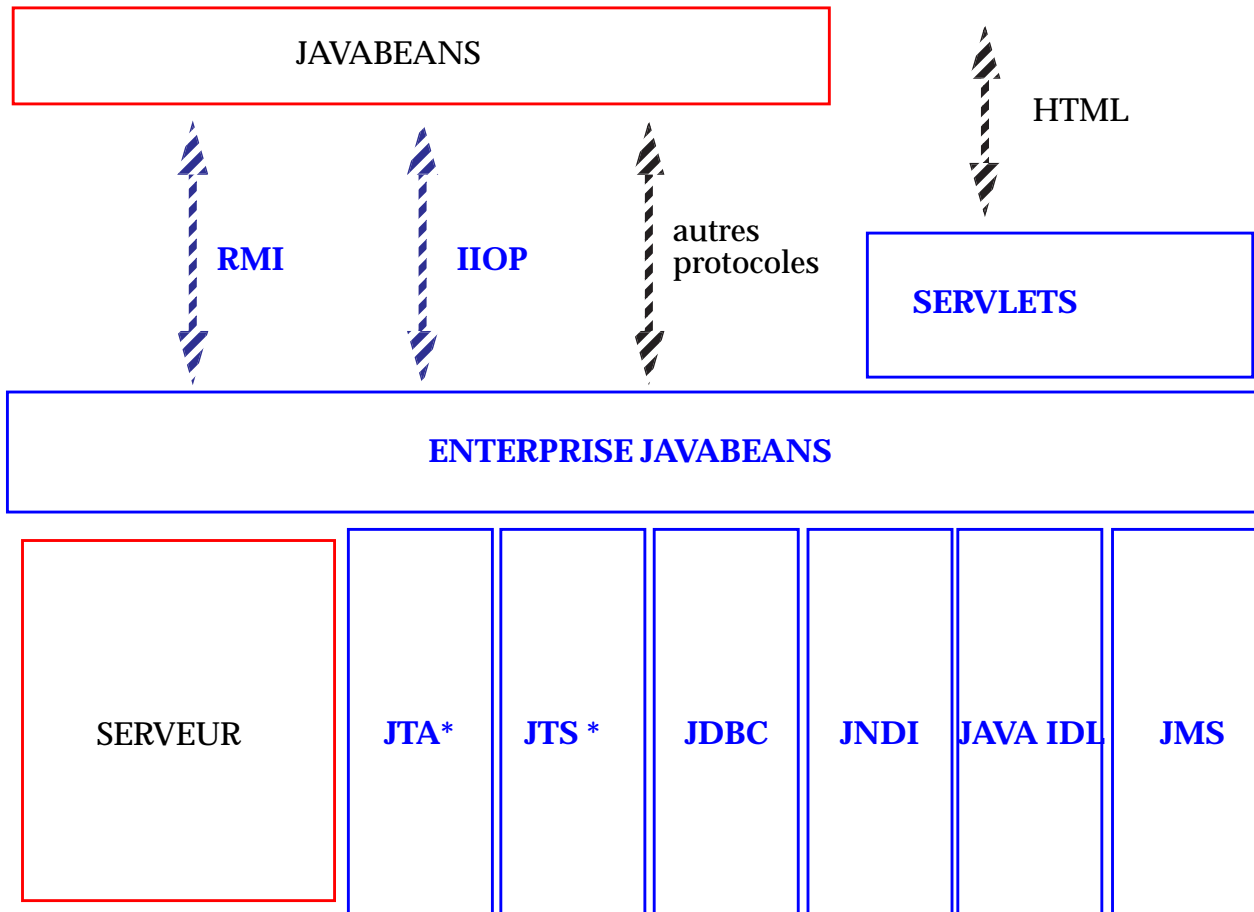 JAVABEANS
HTML
RMI
IIOP
autres
protocoles
SERVLETS
ENTERPRISE JAVABEANS
SERVEUR
JTA*
JTS *
JDBC
JNDI
JAVA IDL
JMS